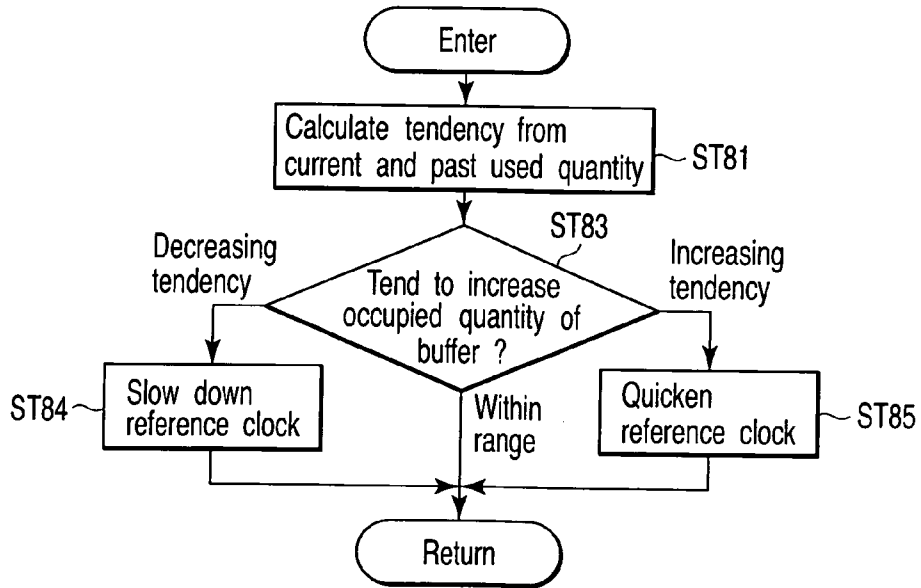 Enter
Calculate tendency from
current and past used quantity
ST81
ST83
Decreasing
tendency
Increasing
tendency
Tend to increase
occupied quantity of
buffer ?
ST84
Slow down
reference clock
Within
range
Quicken
reference clock
ST85
Return